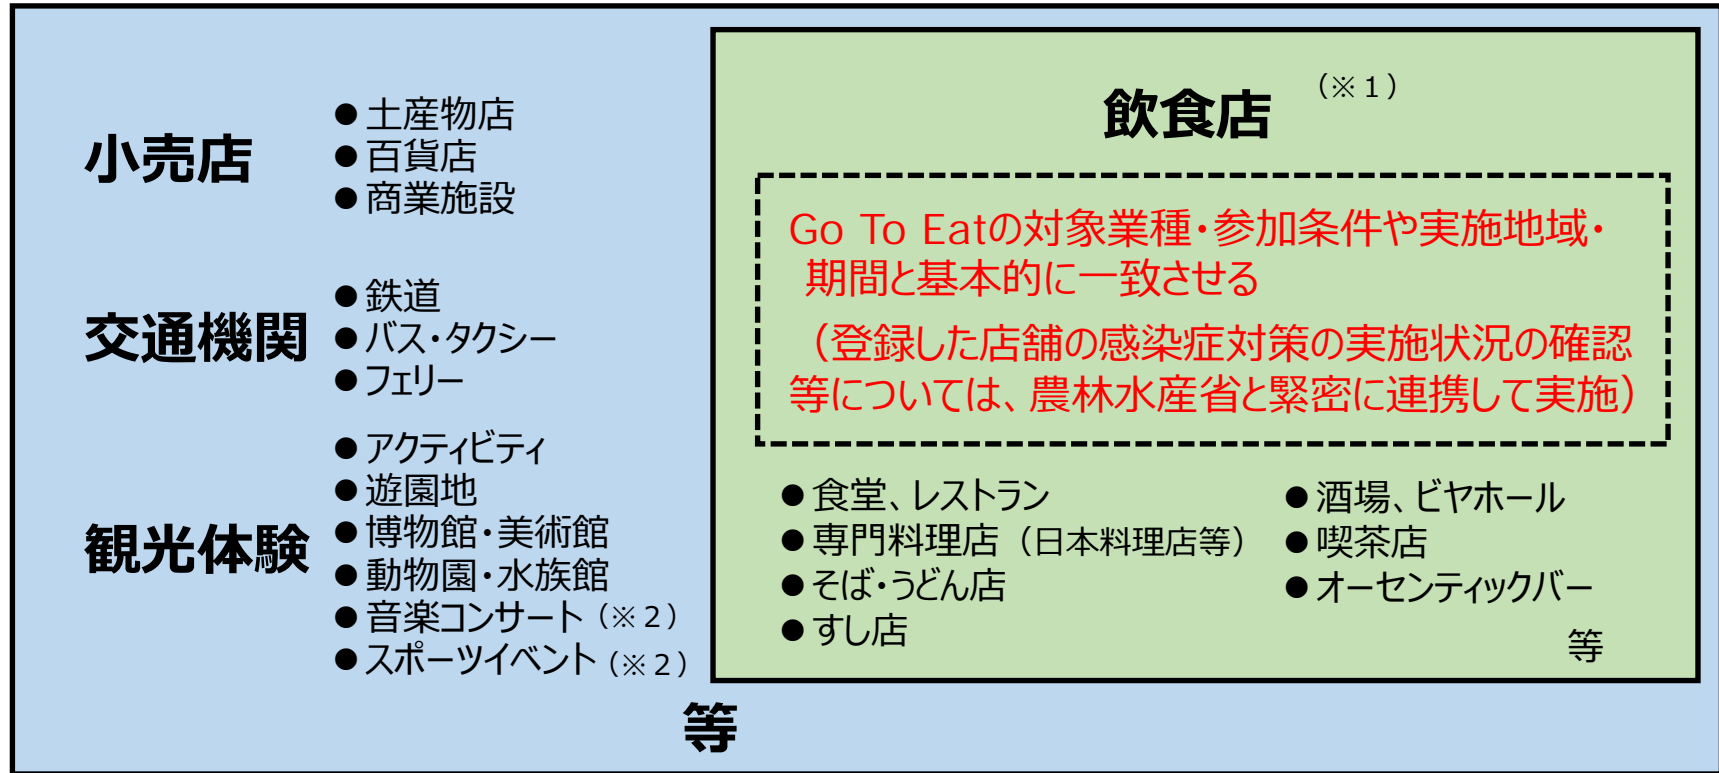 小売店
●土産物店
●百貨店
●商業施設
交通機関
●鉄道
●バス・タクシー
●フェリー
観光体験
●アクティビティ
●遊園地
●博物館・美術館
●動物園・水族館
●音楽コンサート（※２）
●スポーツイベント（※２）
飲食店（※１）
Go To Eatの対象業種・参加条件や実施地域・
期間と基本的に一致させる
（登録した店舗の感染症対策の実施状況の確認
等については、農林水産省と緊密に連携して実施）
●食堂、レストラン
●専門料理店（日本料理店等）
●そば・うどん店
●すし店
●酒場、ビヤホール
●喫茶店
●オーセンティックバー
等
等